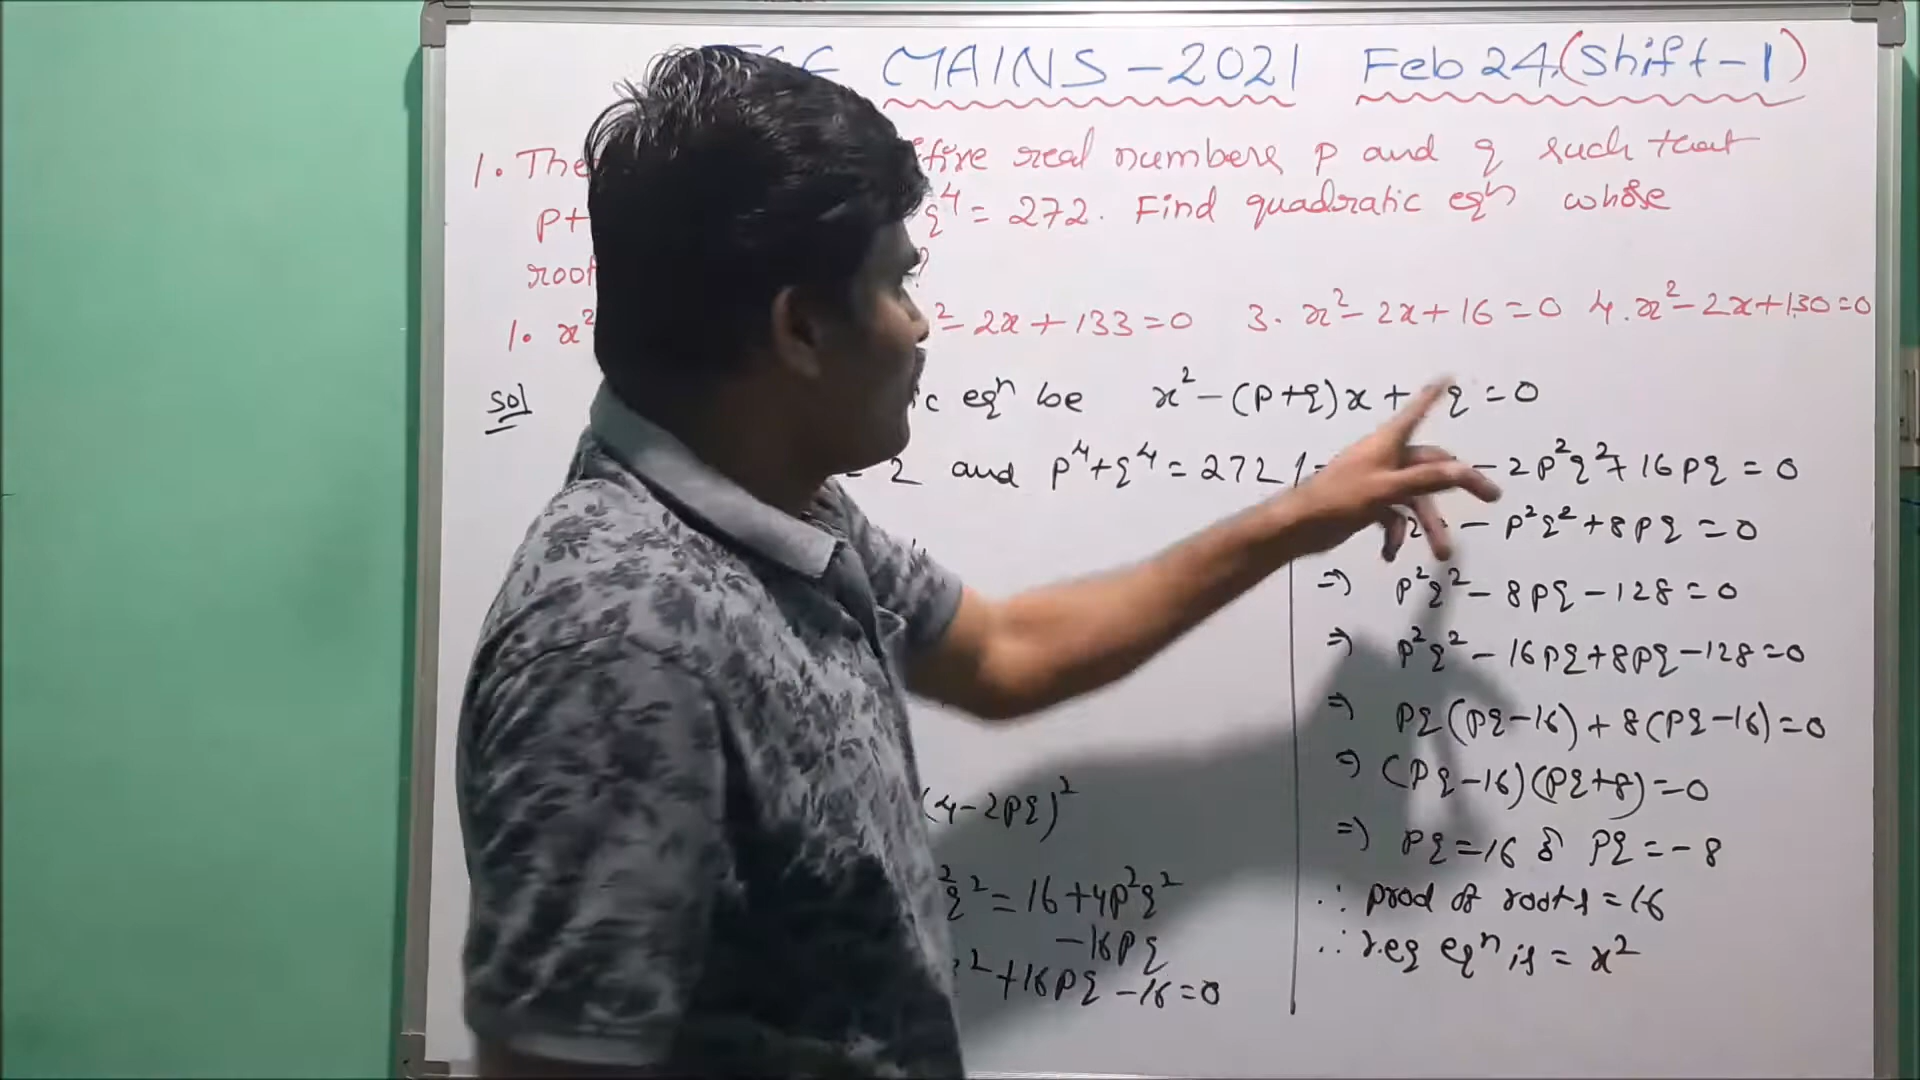 MAINS - 2021 Feb 24 (Shift-1)
1. The real numbers p and q such that
p+ q⁴ = 272. Find quadratic eqⁿ whose
?
1. x² ² - 2x + 133 = 0 3. x² - 2x + 16 = 0 4. x² - 2x + 130 = 0
Sol c eqⁿ be x² - (p+q)x + q = 0
= 2 and p⁴+q⁴ = 272 - 2p²q² + 16pq = 0
- p²q² + 8pq = 0
⇒ p²q² - 8pq - 128 = 0
⇒ p²q² - 16pq + 8pq - 128 = 0
⇒ pq(pq-16) + 8(pq-16) = 0
⇒ (pq-16)(pq+8) = 0
⇒ pq = 16 & pq = -8
∴ prod of roots = 16
∴ req eqⁿ is = x²
(4-2pq)²
²q² = 16 + 4p²q²
- 16pq
² + 16pq - 16 = 0